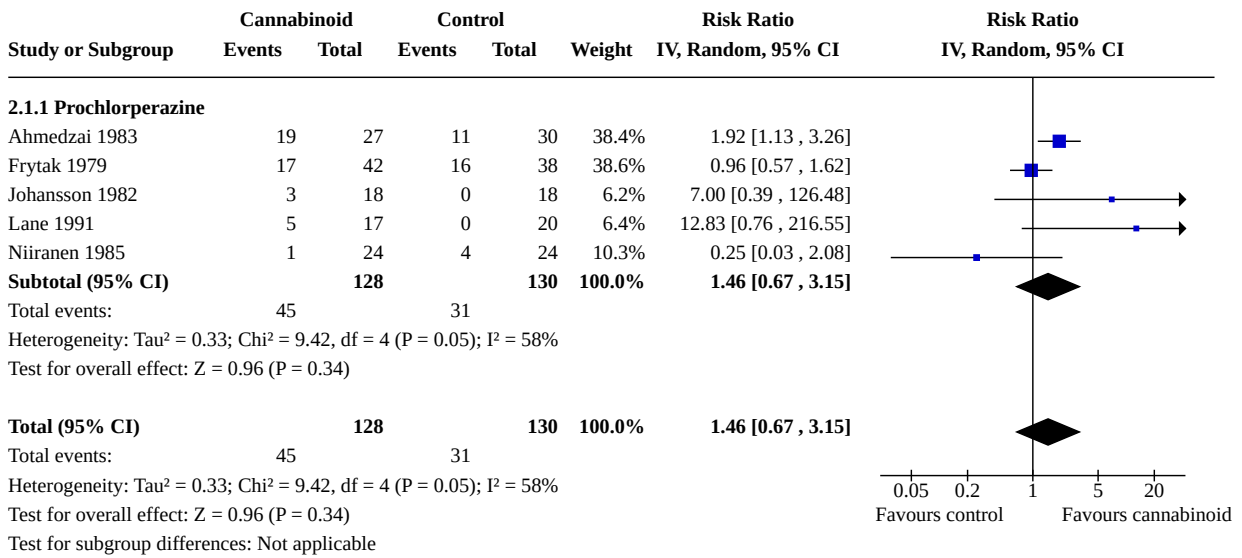 Cannabinoid Control Risk Ratio Risk Ratio
Study or Subgroup Events Total Events Total Weight IV, Random, 95% CI IV, Random, 95% CI
2.1.1 Prochlorperazine
Ahmedzai 1983 19 27 11 30 38.4% 1.92 [1.13 , 3.26]
Frytak 1979 17 42 16 38 38.6% 0.96 [0.57 , 1.62]
Johansson 1982 3 18 0 18 6.2% 7.00 [0.39 , 126.48]
Lane 1991 5 17 0 20 6.4% 12.83 [0.76 , 216.55]
Niiranen 1985 1 24 4 24 10.3% 0.25 [0.03 , 2.08]
Subtotal (95% CI) 128 130 100.0% 1.46 [0.67 , 3.15]
Total events: 45 31
Heterogeneity: Tau² = 0.33; Chi² = 9.42, df = 4 (P = 0.05); I² = 58%
Test for overall effect: Z = 0.96 (P = 0.34)
Total (95% CI) 128 130 100.0% 1.46 [0.67 , 3.15]
Total events: 45 31
Heterogeneity: Tau² = 0.33; Chi² = 9.42, df = 4 (P = 0.05); I² = 58% 0.05 0.2 1 5 20
Test for overall effect: Z = 0.96 (P = 0.34) Favours control Favours cannabinoid
Test for subgroup differences: Not applicable